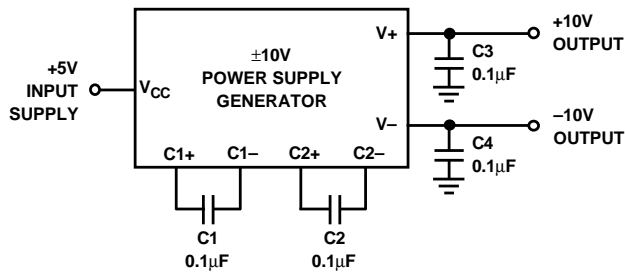 +5V
INPUT
SUPPLY
VCC
±10V
POWER SUPPLY
GENERATOR
V+
+10V
OUTPUT
C3
0.1µF
V–
–10V
OUTPUT
C4
0.1µF
C1+ C1– C2+ C2–
C1
0.1µF
C2
0.1µF